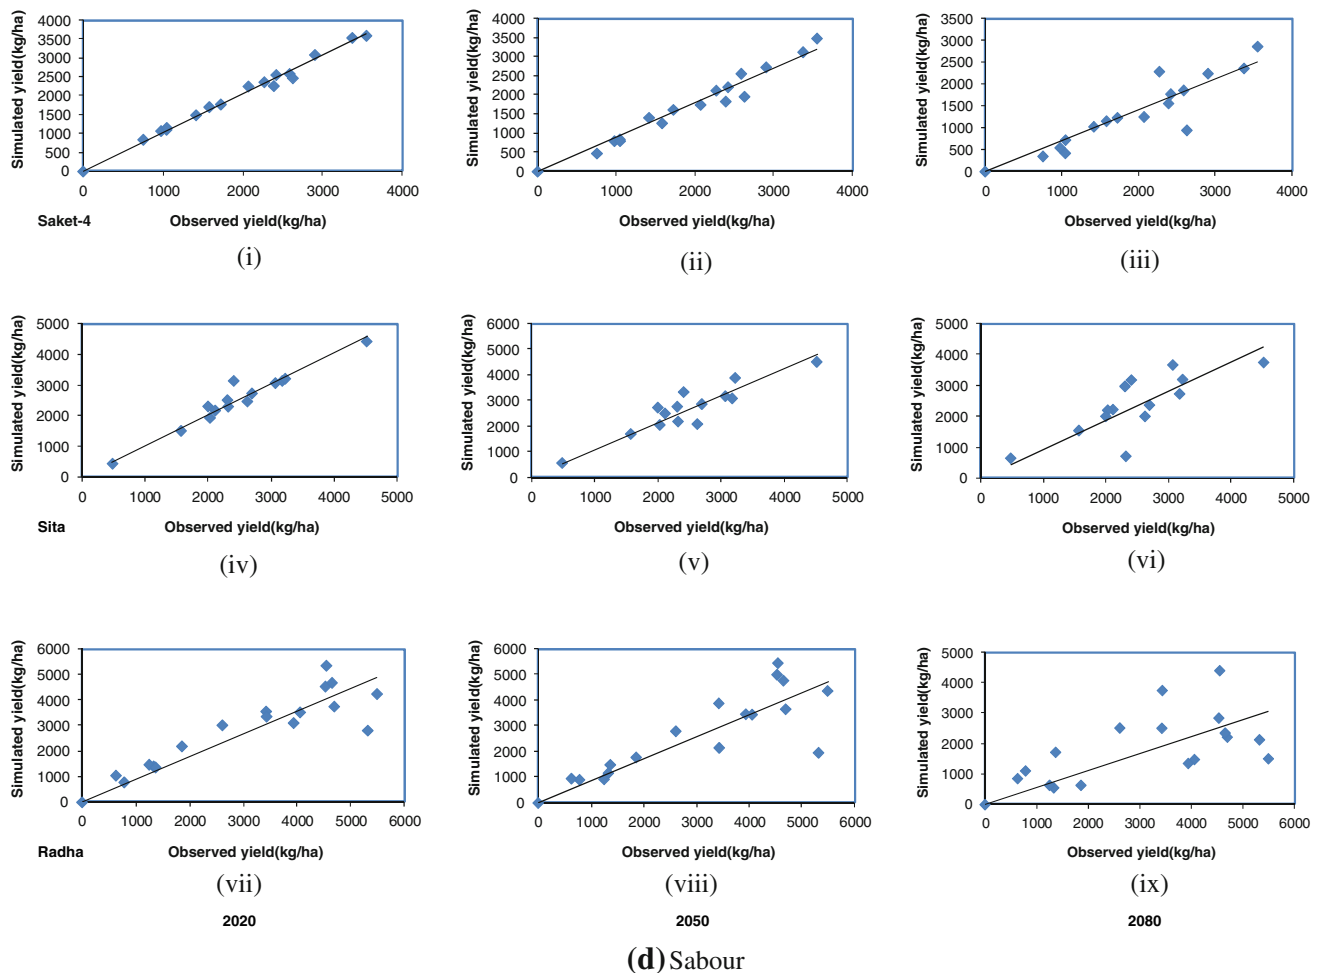 Simulated yield(kg/ha)
4000
3500
3000
2500
2000
1500
1000
500
0
0 1000 2000 3000 4000
Saket-4 Observed yield(kg/ha)
(i)
Simulated yield(kg/ha)
4000
3500
3000
2500
2000
1500
1000
500
0
0 1000 2000 3000 4000
Observed yield(kg/ha)
(ii)
Simulated yield(kg/ha)
3500
3000
2500
2000
1500
1000
500
0
0 1000 2000 3000 4000
Observed yield(kg/ha)
(iii)
Simulated yield(kg/ha)
5000
4000
3000
2000
1000
0
0 1000 2000 3000 4000 5000
Sita Observed yield(kg/ha)
(iv)
Simulated yield(kg/ha)
6000
5000
4000
3000
2000
1000
0
0 1000 2000 3000 4000 5000
Observed yield(kg/ha)
(v)
Simulated yield(kg/ha)
5000
4000
3000
2000
1000
0
0 1000 2000 3000 4000 5000
Observed yield(kg/ha)
(vi)
Simulated yield(kg/ha)
6000
5000
4000
3000
2000
1000
0
0 1000 2000 3000 4000 5000 6000
Radha Observed yield(kg/ha)
(vii)
2020
Simulated yield(kg/ha)
6000
5000
4000
3000
2000
1000
0
0 1000 2000 3000 4000 5000 6000
Observed yield(kg/ha)
(viii)
2050
Simulated yield(kg/ha)
5000
4000
3000
2000
1000
0
0 1000 2000 3000 4000 5000 6000
Observed yield(kg/ha)
(ix)
2080
(d) Sabour